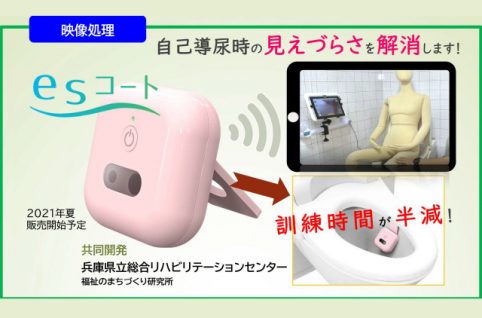 映像処理
自己導尿時の見えづらさを解消します!
esコート
2021年夏
販売開始予定
訓練時間が半減!
共同開発
兵庫県立総合リハビリテーションセンター
福祉のまちづくり研究所